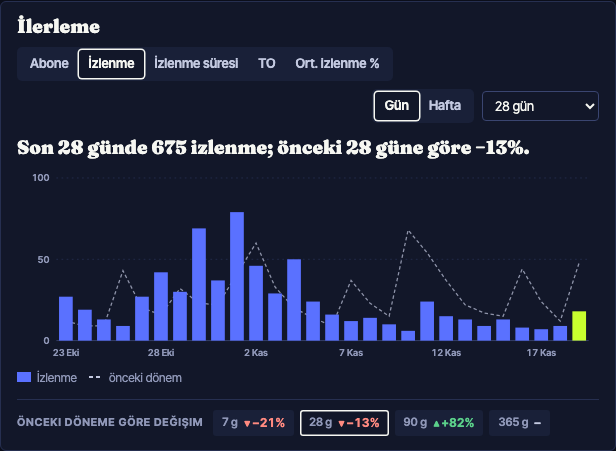 İlerleme
Abone İzlenme İzlenme süresi TO Ort. izlenme %
Gün Hafta 28 gün
Son 28 günde 675 izlenme; önceki 28 güne göre −13%.
100
50
0
23 Eki 28 Eki 2 Kas 7 Kas 12 Kas 17 Kas
İzlenme önceki dönem
ÖNCEKİ DÖNEME GÖRE DEĞIŞIM 7 g ▼−21% 28 g ▼−13% 90 g ▲+82% 365 g –